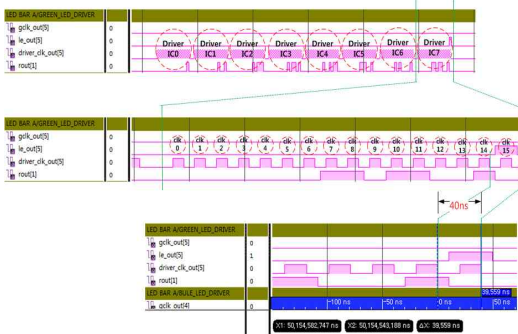 LED BAR A/GREEN_LED_DRIVER
gclk_out[5] 0
le_out[5] 0
driver_clk_out[5] 0
rout[1] 0
Driver IC0
Driver IC1
Driver IC2
Driver IC3
Driver IC4
Driver IC5
Driver IC6
Driver IC7
LED BAR A/GREEN_LED_DRIVER
gclk_out[5] 0
le_out[5] 0
driver_clk_out[5] 0
rout[1] 0
clk 0
clk 1
clk 2
clk 3
clk 4
clk 5
clk 6
clk 7
clk 8
clk 9
clk 10
clk 11
clk 12
clk 13
clk 14
clk 15
40ns
LED BAR A/GREEN_LED_DRIVER
gclk_out[5] 0
le_out[5] 1
driver_clk_out[5] 0
rout[1] 0
LED BAR A/BULE_LED_DRIVER
gclk_out[4] 0
39,559 ns
-100 ns
-50 ns
0 ns
50 ns
X1: 50,154,582,747 ns
X2: 50,154,543,188 ns
ΔX: 39,559 ns